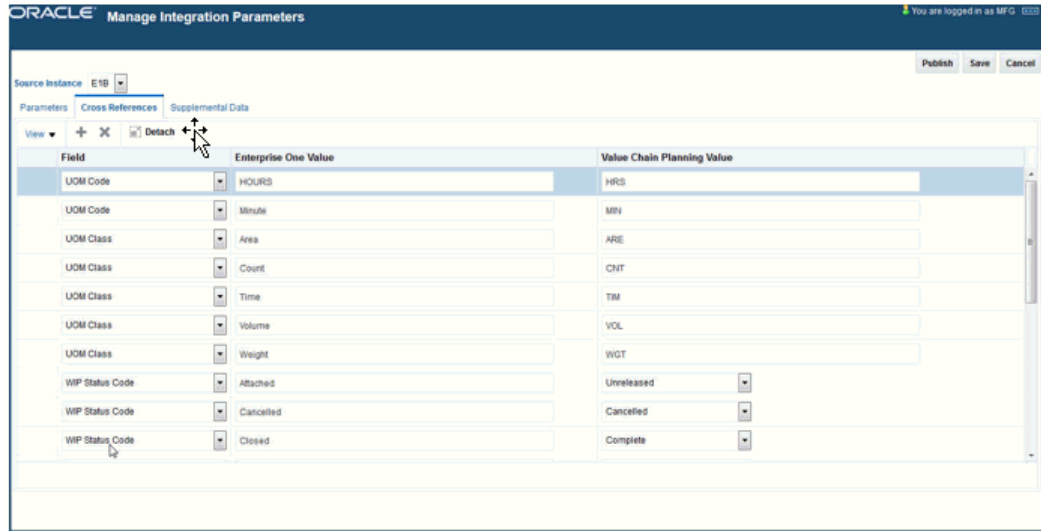 ORACLE Manage Integration Parameters You are logged in as MFG
Publish Save Cancel
Source Instance E1B
Parameters Cross References Supplemental Data
View Detach
Field Enterprise One Value Value Chain Planning Value
UOM Code HOURS HRS
UOM Code Minute MIN
UOM Class Area ARE
UOM Class Count CNT
UOM Class Time TIM
UOM Class Volume VOL
UOM Class Weight WGT
WIP Status Code Attached Unreleased
WIP Status Code Cancelled Cancelled
WIP Status Code Closed Complete